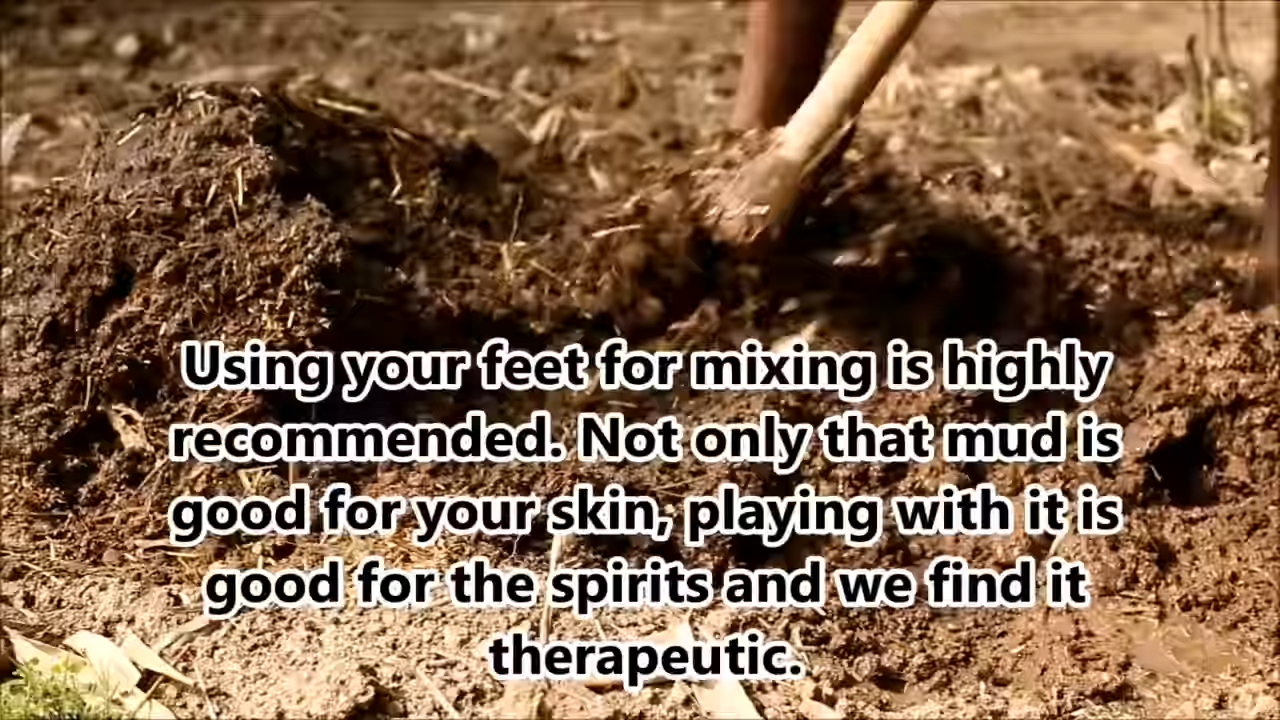 Using your feet for mixing is highly
recommended. Not only that mud is
good for your skin, playing with it is
good for the spirits and we find it
therapeutic.